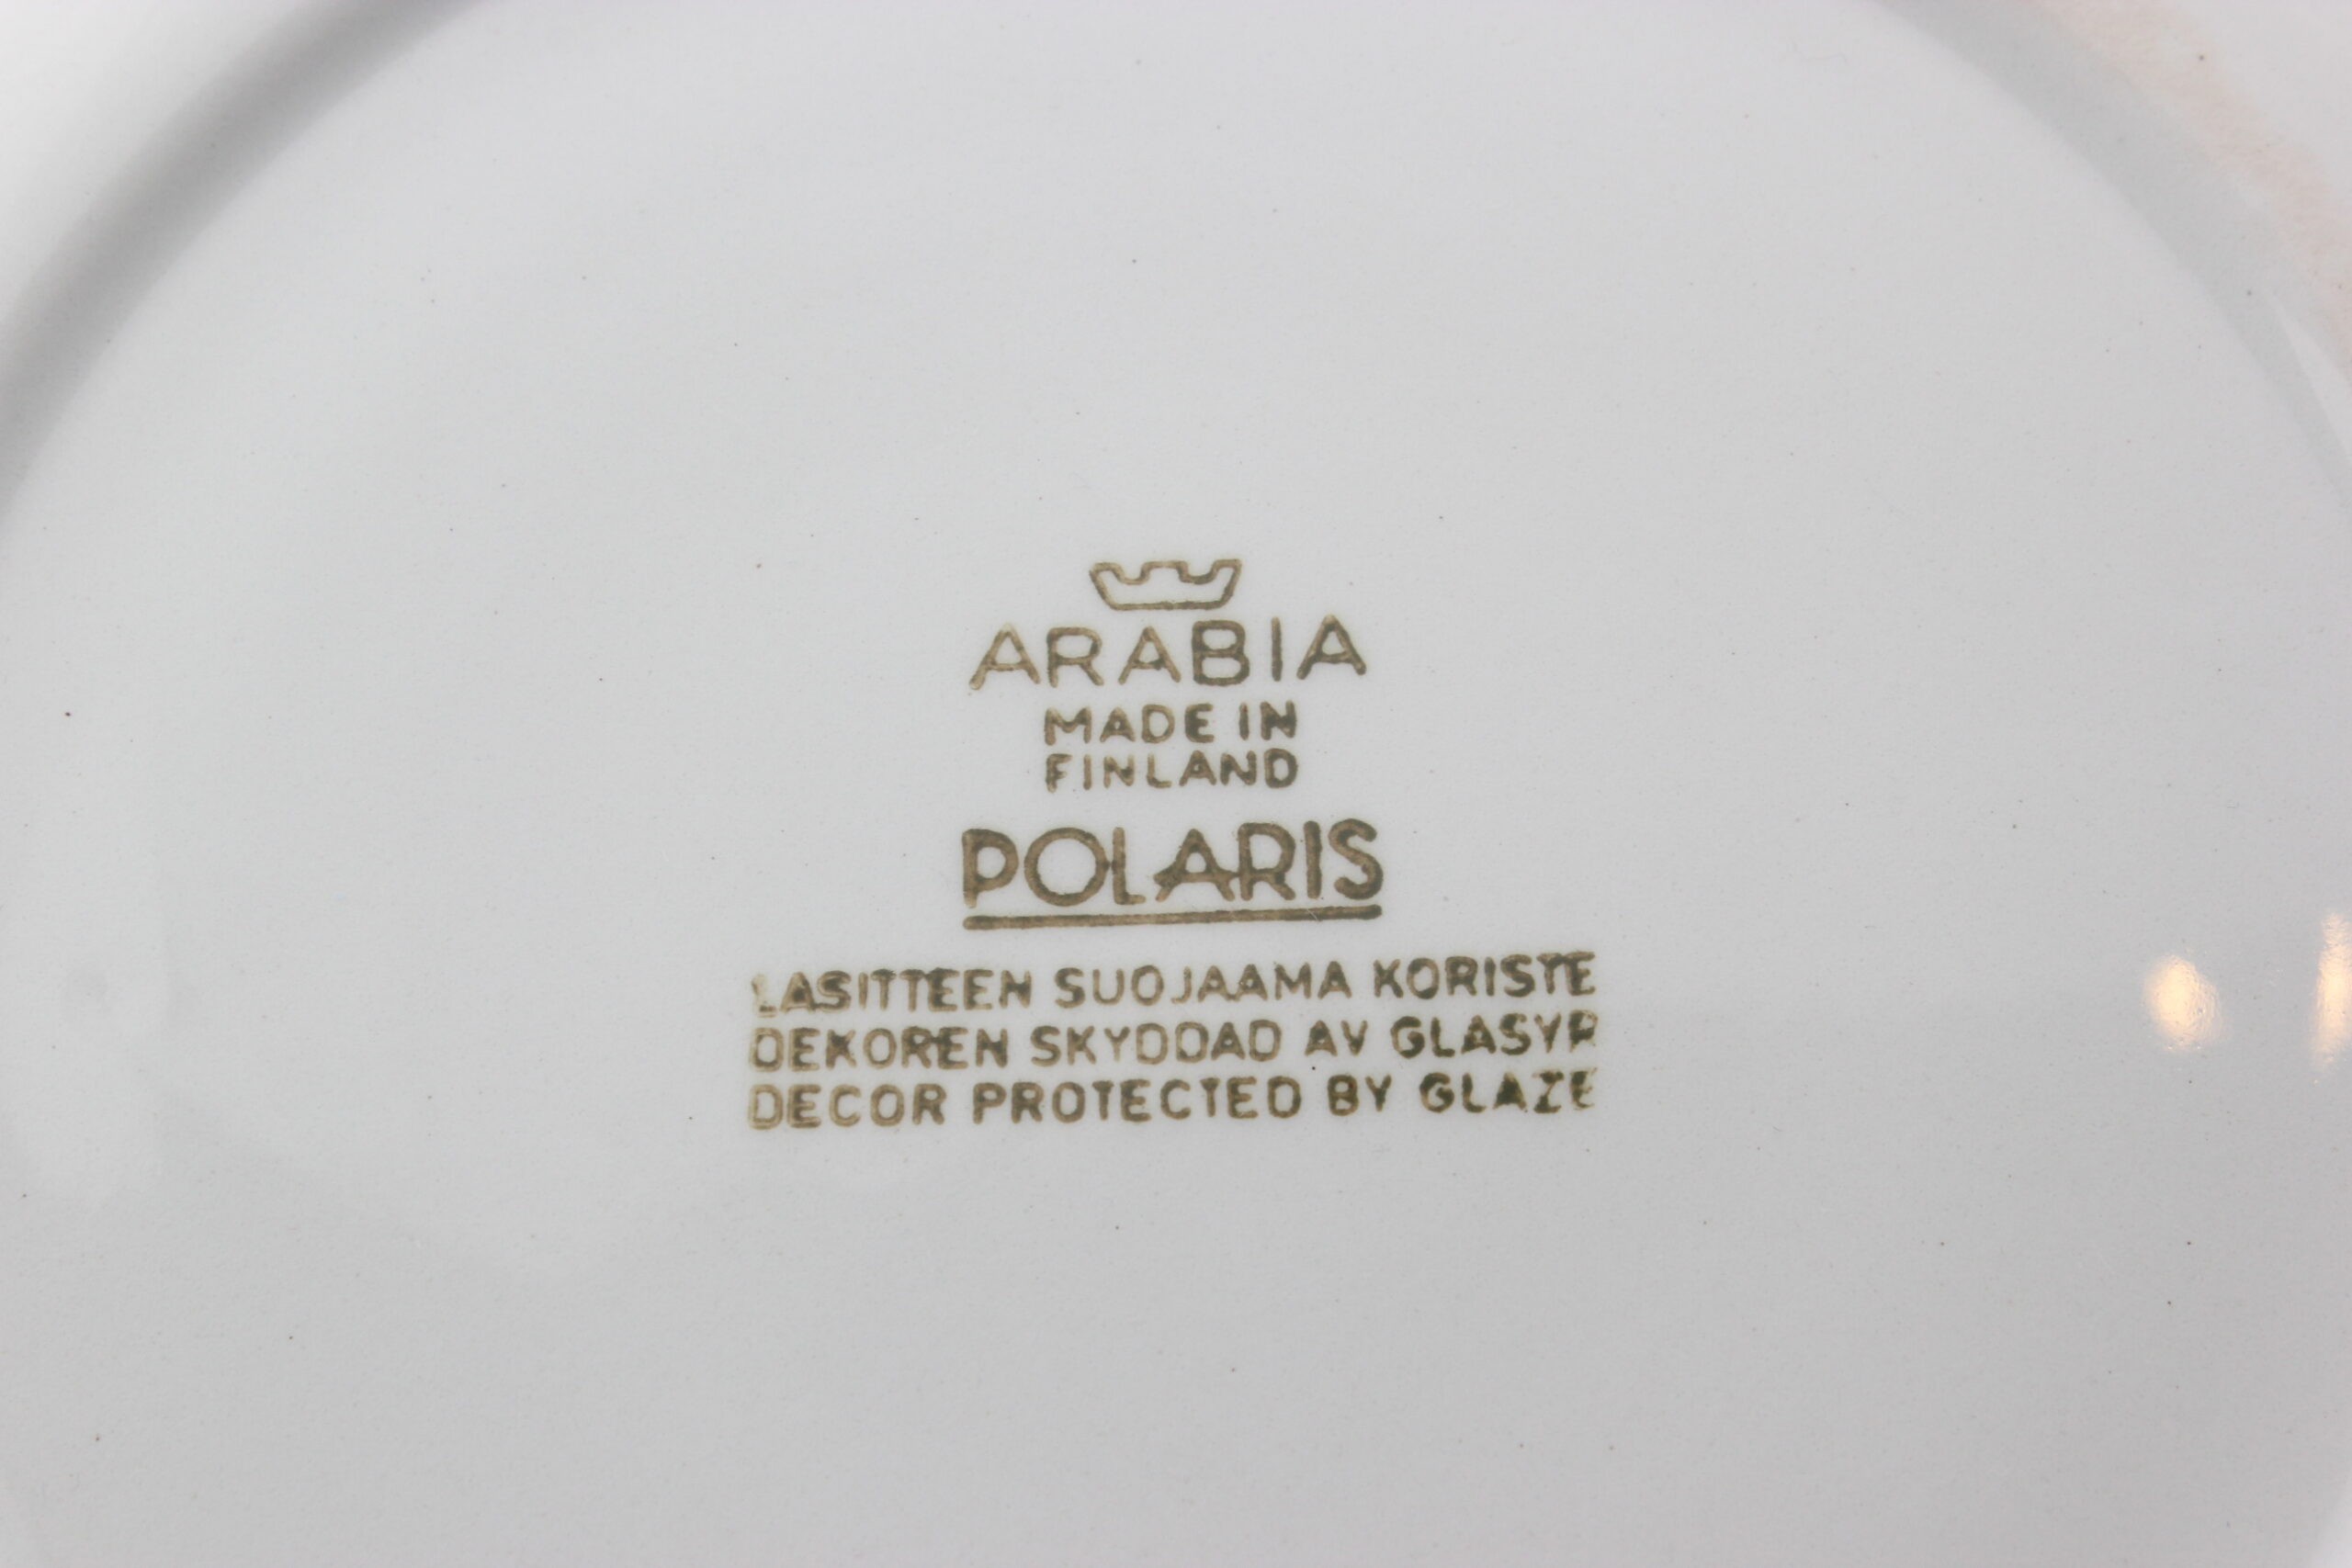 ARABIA
MADE IN
FINLAND
POLARIS
LASITTEEN SUOJAAMA KORISTE
DEKOREN SKYDDAD AV GLASYR
DECOR PROTECTED BY GLAZE